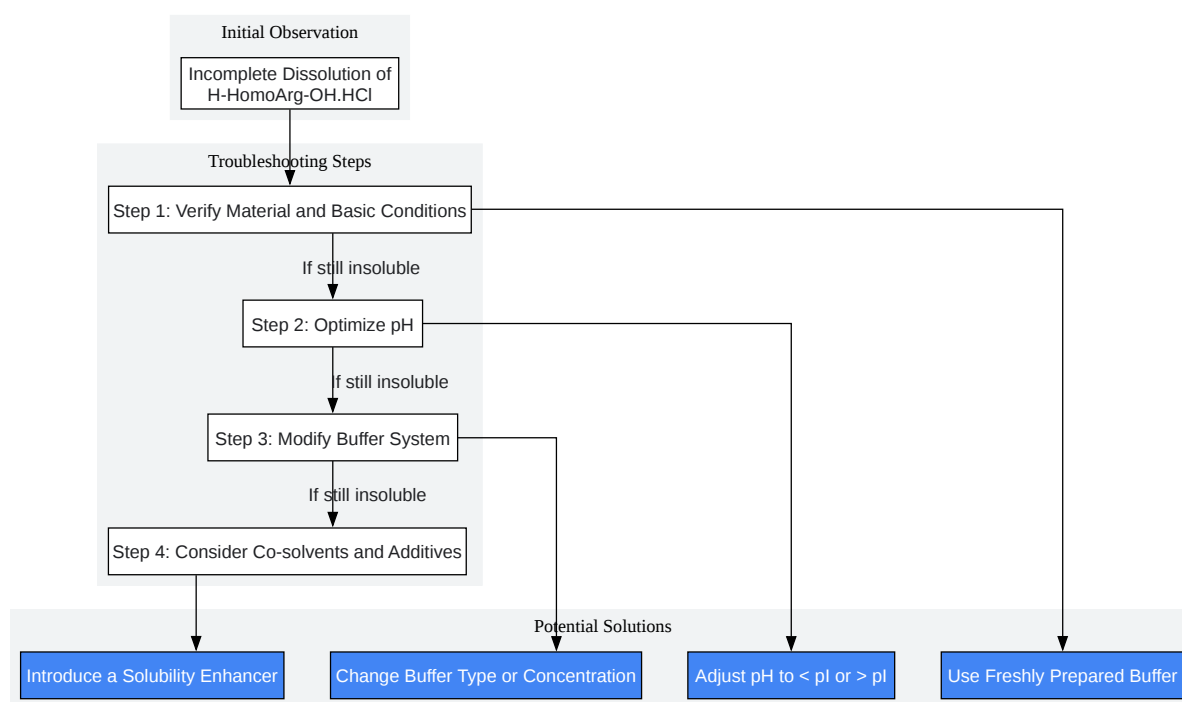 Initial Observation
Incomplete Dissolution of
H-HomoArg-OH.HCl
Troubleshooting Steps
Step 1: Verify Material and Basic Conditions
If still insoluble
Step 2: Optimize pH
If still insoluble
Step 3: Modify Buffer System
If still insoluble
Step 4: Consider Co-solvents and Additives
Potential Solutions
Introduce a Solubility Enhancer
Change Buffer Type or Concentration
Adjust pH to < pI or > pI
Use Freshly Prepared Buffer